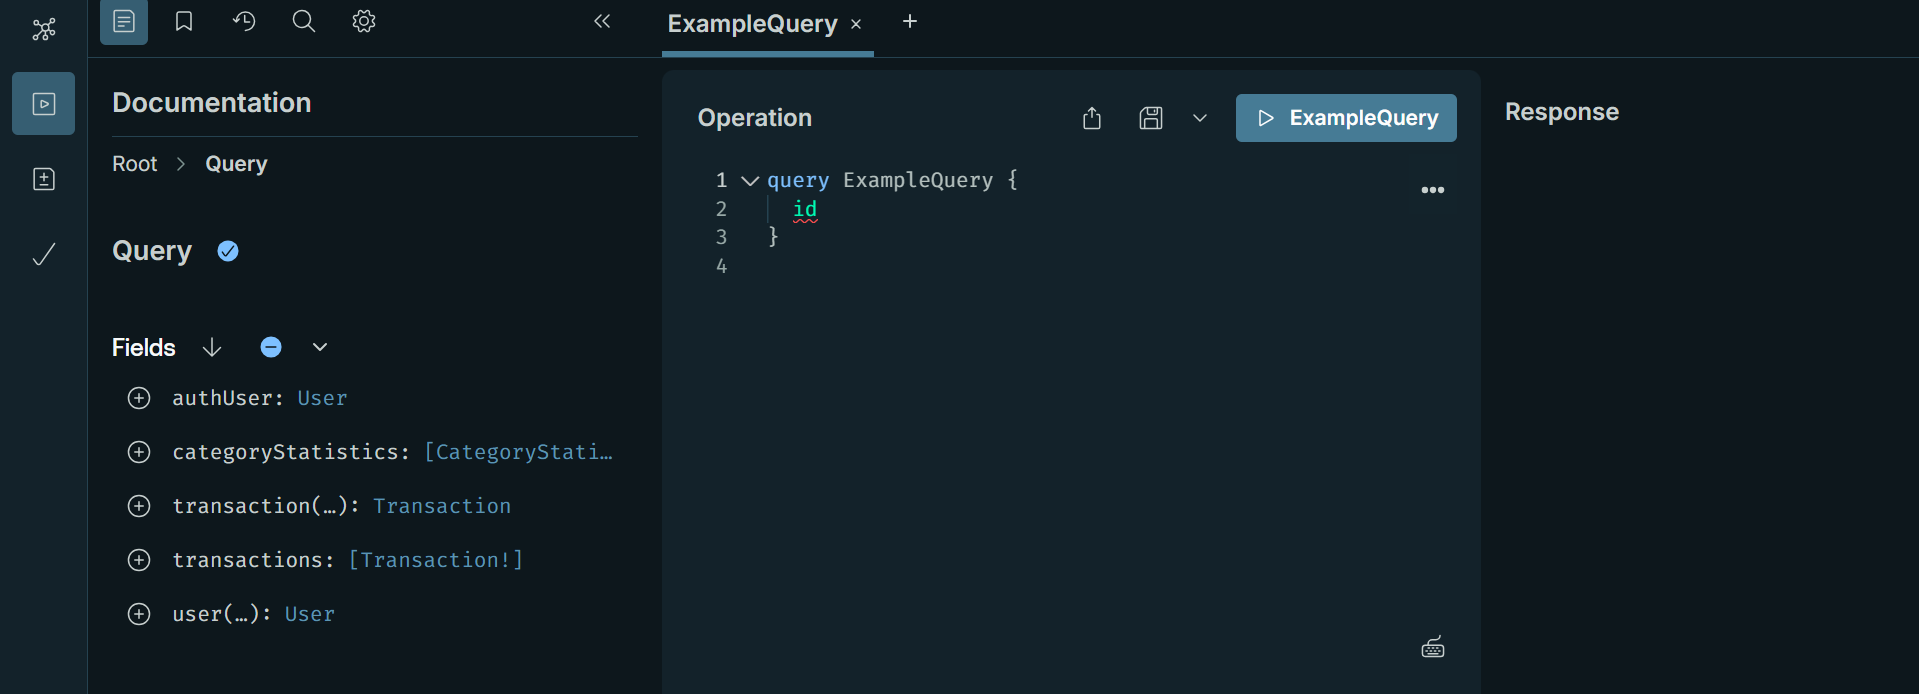 ExampleQuery
Documentation
Root > Query
Query
Fields
authUser: User
categoryStatistics: [CategoryStati…
transaction(…): Transaction
transactions: [Transaction!]
user(…): User
Operation
ExampleQuery
1 query ExampleQuery {
2 id
3 }
4
Response